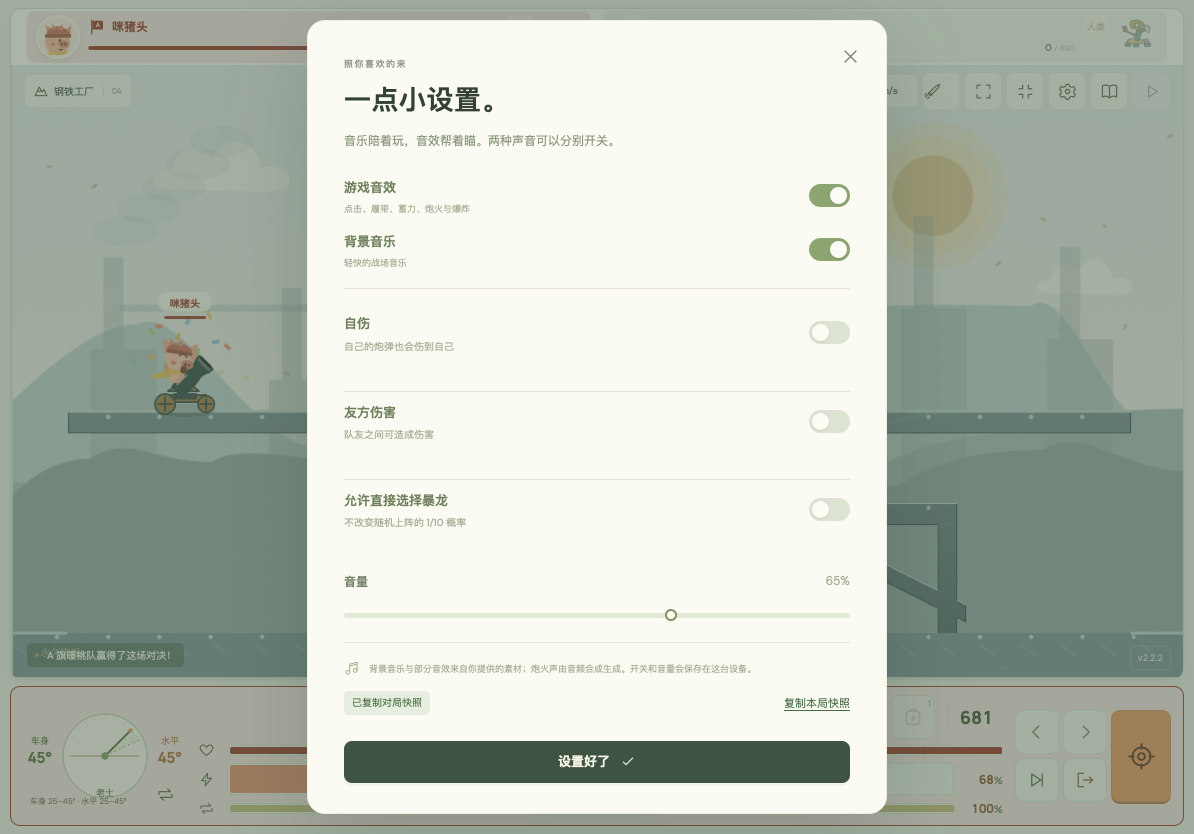 A 咪猪头
人类
0 / 990
钢铁工厂 04
/s
照你喜欢的来
一点小设置。
音乐陪着玩，音效帮着瞄。两种声音可以分别开关。
游戏音效
点击、履带、蓄力、炮火与爆炸
背景音乐
轻快的战场音乐
咪猪头
自伤
自己的炮弹也会伤到自己
友方伤害
队友之间可造成伤害
允许直接选择暴龙
不改变随机上阵的 1/10 概率
音量 65%
A 旗暖桃队赢得了这场对决！
v2.2.2
背景音乐与部分音效来自你提供的素材；炮火声由音频合成生成。开关和音量会保存在这台设备。
已复制对局快照 复制本局快照
设置好了
车身
45°
水平
45°
老土
车身 25–45° · 水平 25–45°
1
681
68%
100%